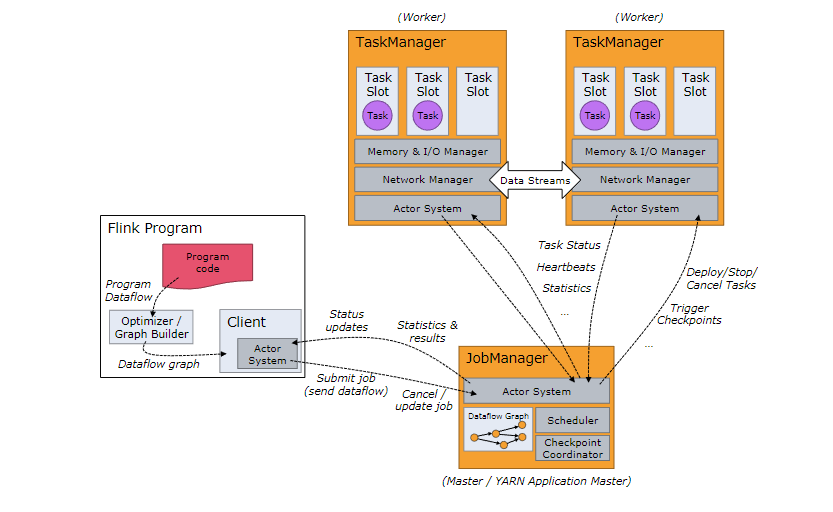 (Worker)
(Worker)
TaskManager
Task
Slot
Task
Task
Slot
Task
Task
Slot
Memory & I/O Manager
Network Manager
Actor System
TaskManager
Task
Slot
Task
Task
Slot
Task
Task
Slot
Memory & I/O Manager
Network Manager
Actor System
Data Streams
Flink Program
Program
code
Program
Dataflow
Optimizer /
Graph Builder
Dataflow graph
Client
Actor
System
Status
updates
Statistics &
results
Submit job
(send dataflow)
Cancel /
update job
Task Status
Heartbeats
Statistics
...
Deploy/Stop/
Cancel Tasks
Trigger
Checkpoints
...
JobManager
Actor System
Dataflow Graph
Scheduler
Checkpoint
Coordinator
(Master / YARN Application Master)